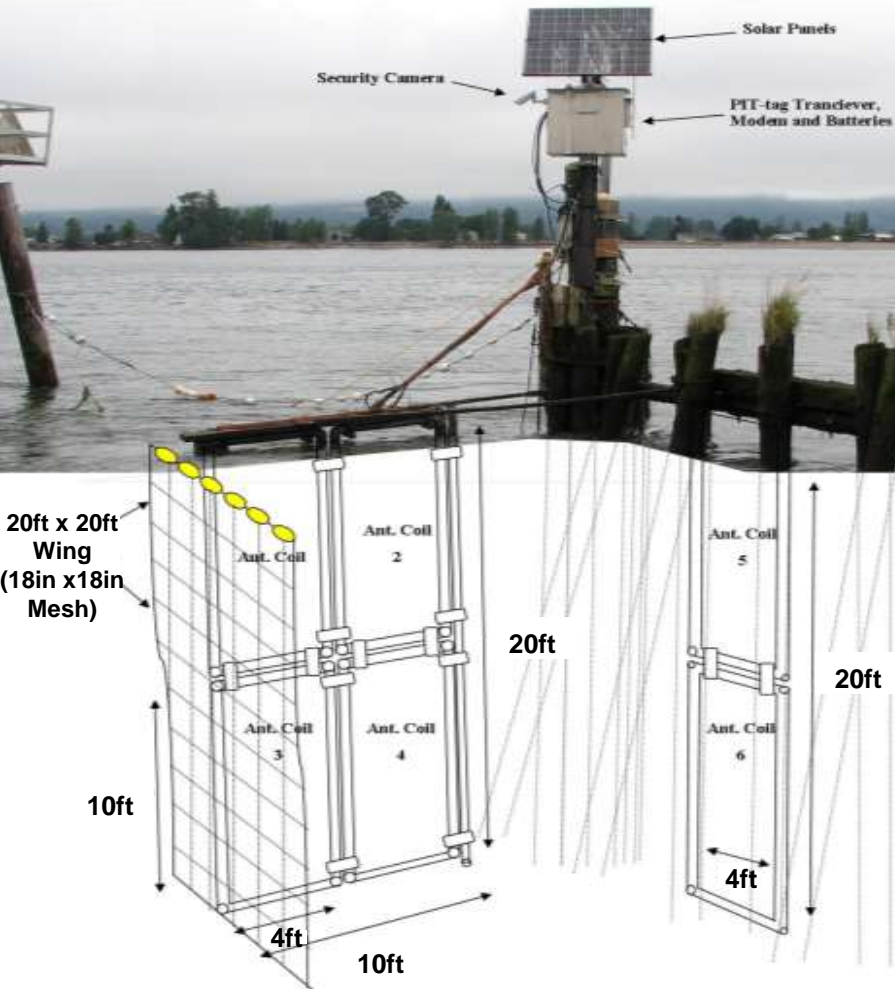 Solar Panels
Security Camera
PIT-tag Tranciever,
Modem and Batteries
20ft x 20ft
Wing
(18in x18in
Mesh)
Ant. Coil
Ant. Coil
2
Ant. Coil
5
20ft
20ft
Ant. Coil
3
Ant. Coil
4
Ant. Coil
6
10ft
4ft
4ft
10ft